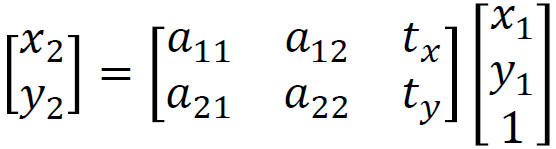 [x₂ y₂] = [a₁₁ a₁₂ tₓ; a₂₁ a₂₂ t_y] [x₁ y₁ 1]